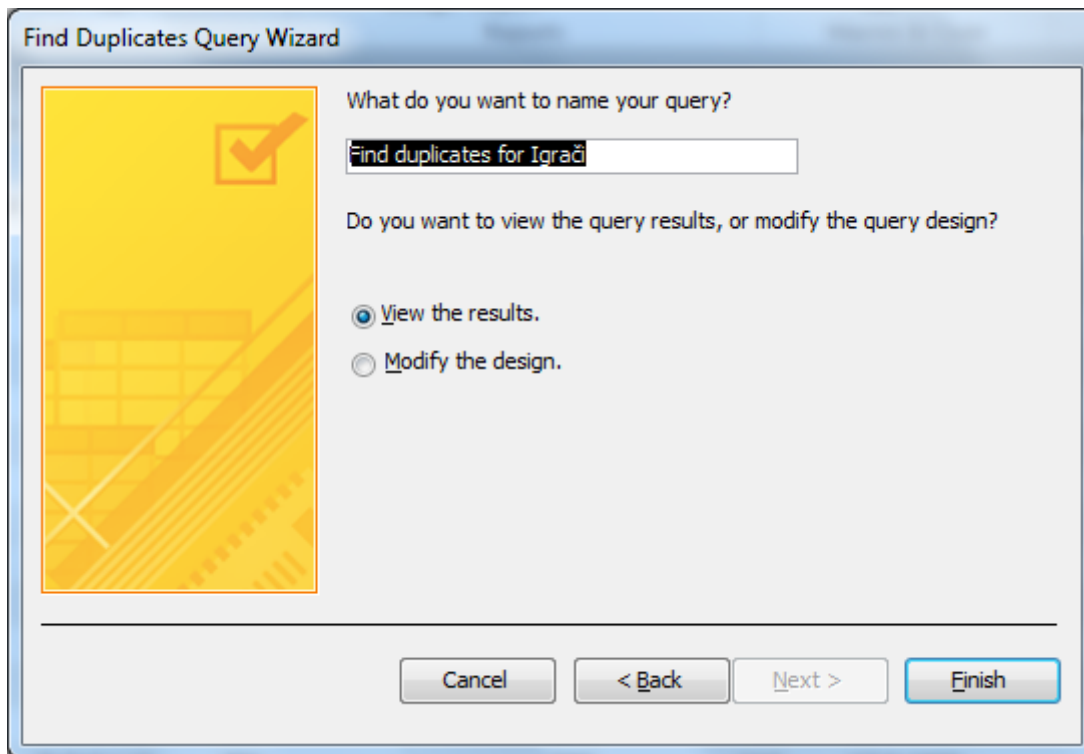 Find Duplicates Query Wizard
What do you want to name your query?
Find duplicates for Igrači
Do you want to view the query results, or modify the query design?
View the results.
Modify the design.
Cancel
< Back
Next >
Finish